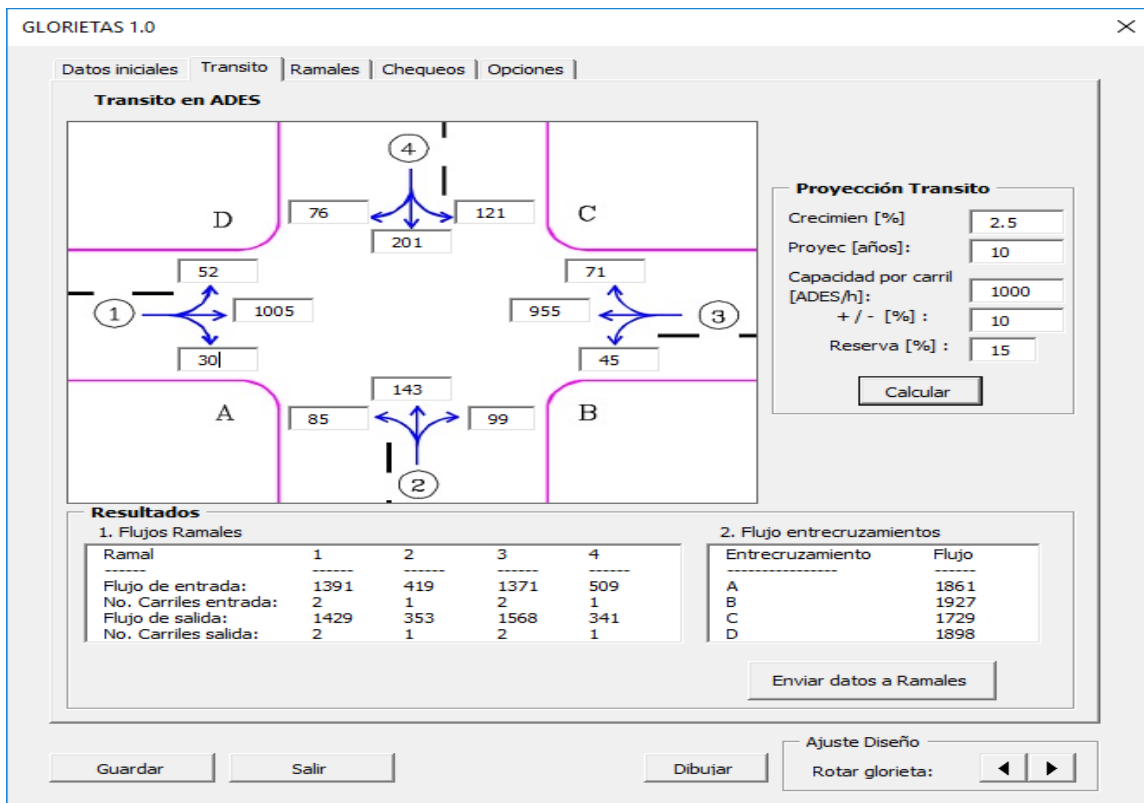 GLORIETAS 1.0
Datos iniciales Transito Ramales Chequeos Opciones
Transito en ADES
4
D 76 121 C
201
52 71
1 1005 955 3
30 45
143
A 85 99 B
2
Proyección Transito
Crecimien [%] 2.5
Proyec [años]: 10
Capacidad por carril
[ADES/h]: 1000
+ / - [%] : 10
Reserva [%] : 15
Calcular
Resultados
1. Flujos Ramales
Ramal 1 2 3 4
------ ------ ------ ------ ------
Flujo de entrada: 1391 419 1371 509
No. Carriles entrada: 2 1 2 1
Flujo de salida: 1429 353 1568 341
No. Carriles salida: 2 1 2 1
2. Flujo entrecruzamientos
Entrecruzamiento Flujo
---------------- ------
A 1861
B 1927
C 1729
D 1898
Enviar datos a Ramales
Guardar Salir Dibujar
Ajuste Diseño
Rotar glorieta: